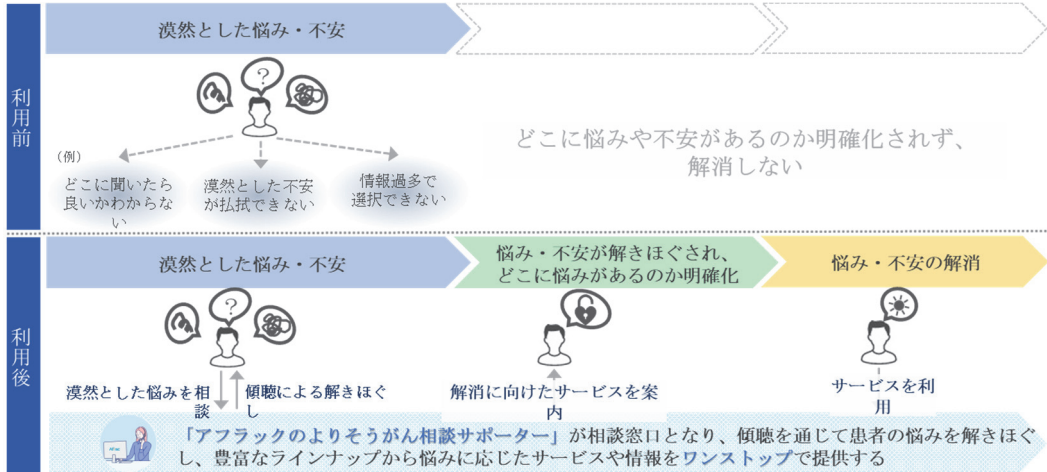 利用前
漠然とした悩み・不安
?
(例)
どこに聞いたら
良いかわからな
い
漠然とした不安
が払拭できない
情報過多で
選択できない
どこに悩みや不安があるのか明確化されず、
解消しない
利用後
漠然とした悩み・不安
悩み・不安が解きほぐされ、
どこに悩みがあるのか明確化
悩み・不安の解消
?
漠然とした悩みを相
談
傾聴による解きほぐ
し
解消に向けたサービスを案
内
サービスを利
用
「アフラックのよりそうがん相談サポーター」が相談窓口となり、傾聴を通じて患者の悩みを解きほぐ
し、豊富なラインナップから悩みに応じたサービスや情報をワンストップで提供する